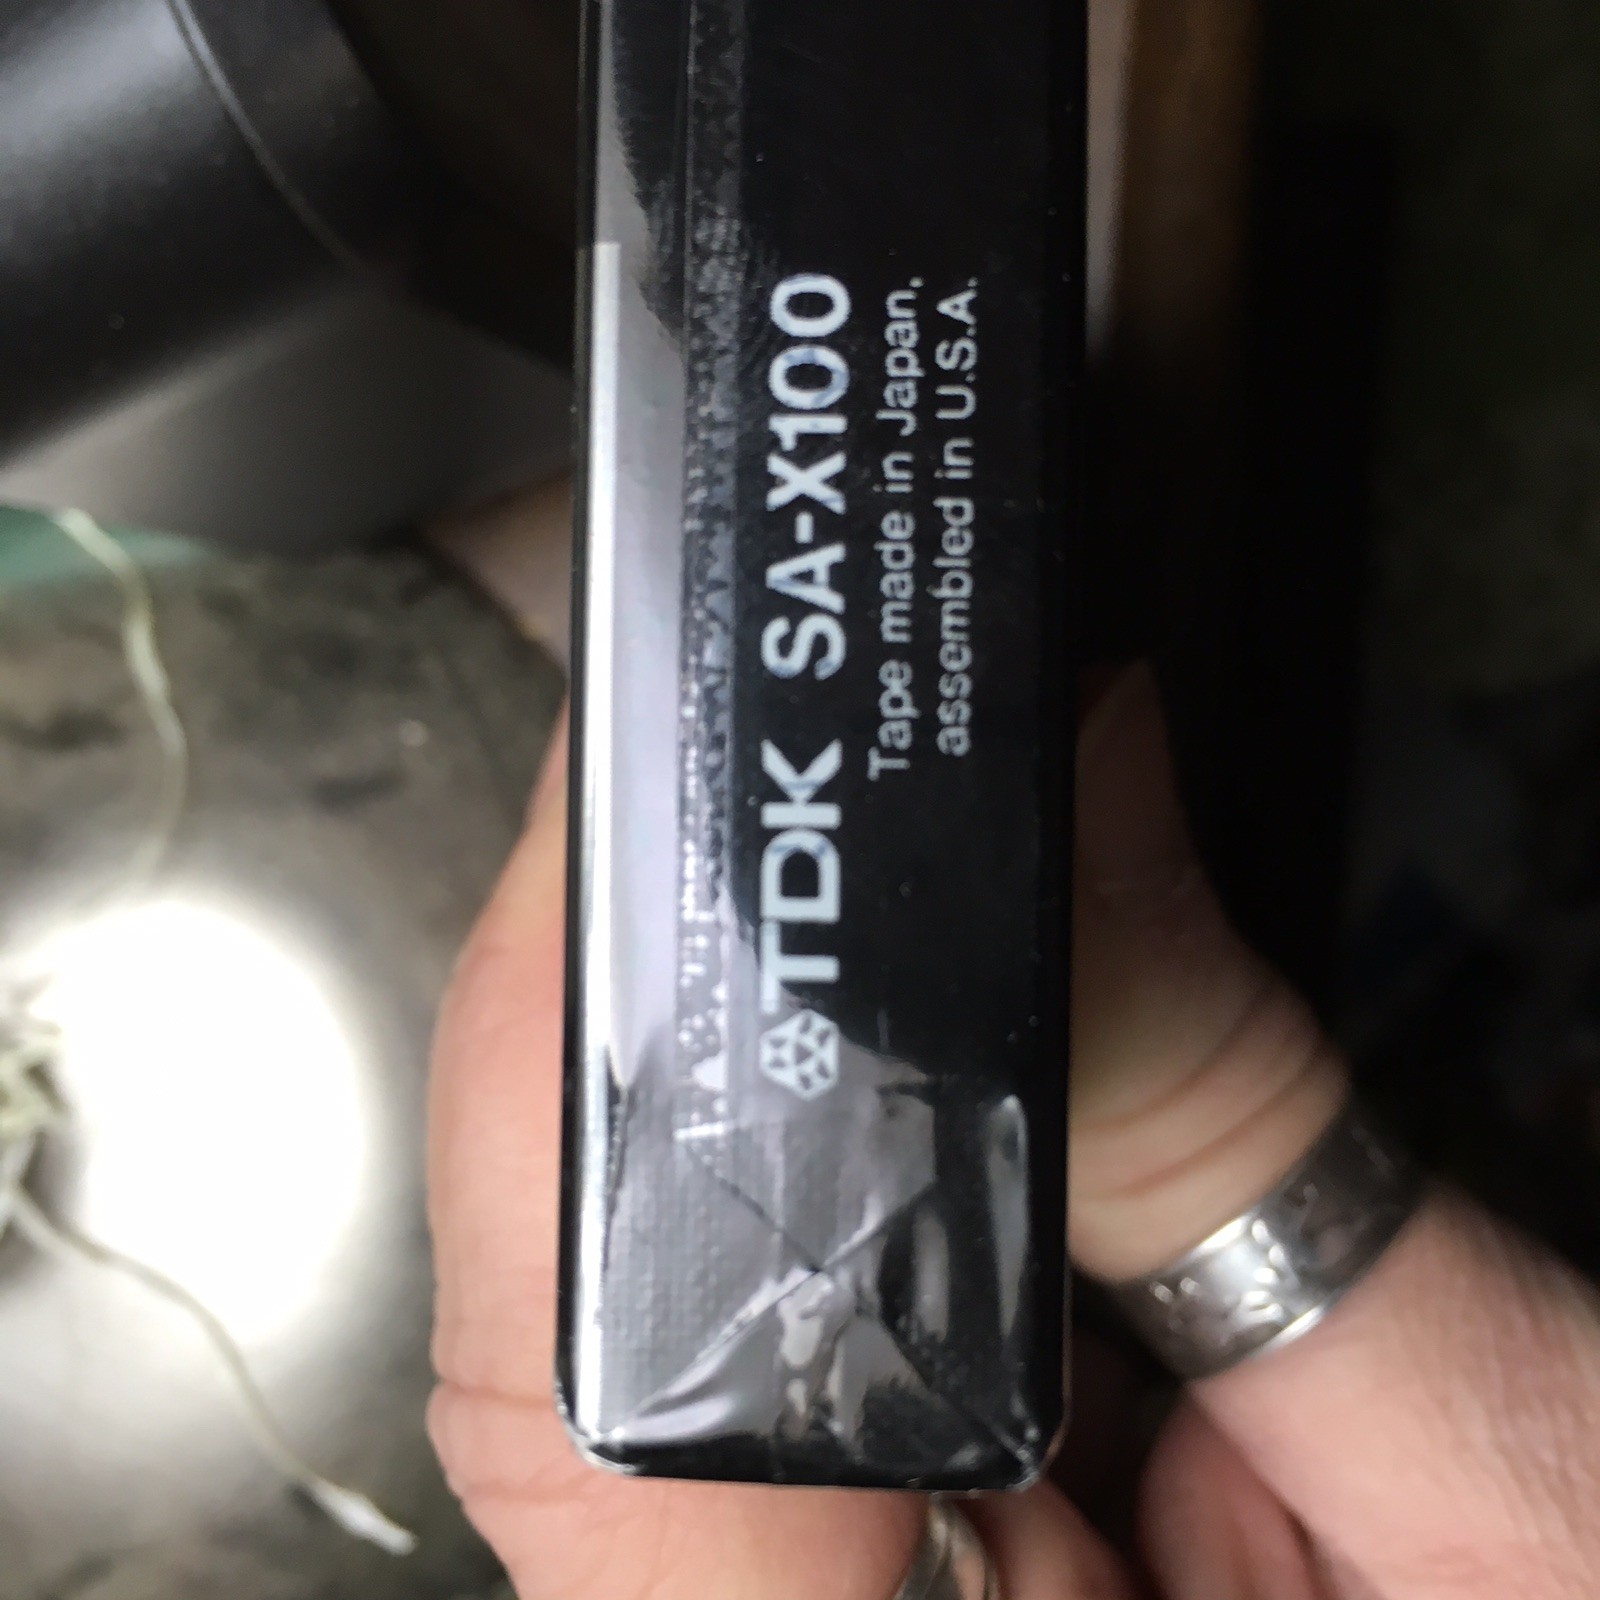 TDK SA-X100
Tape made in Japan,
assembled in U.S.A.